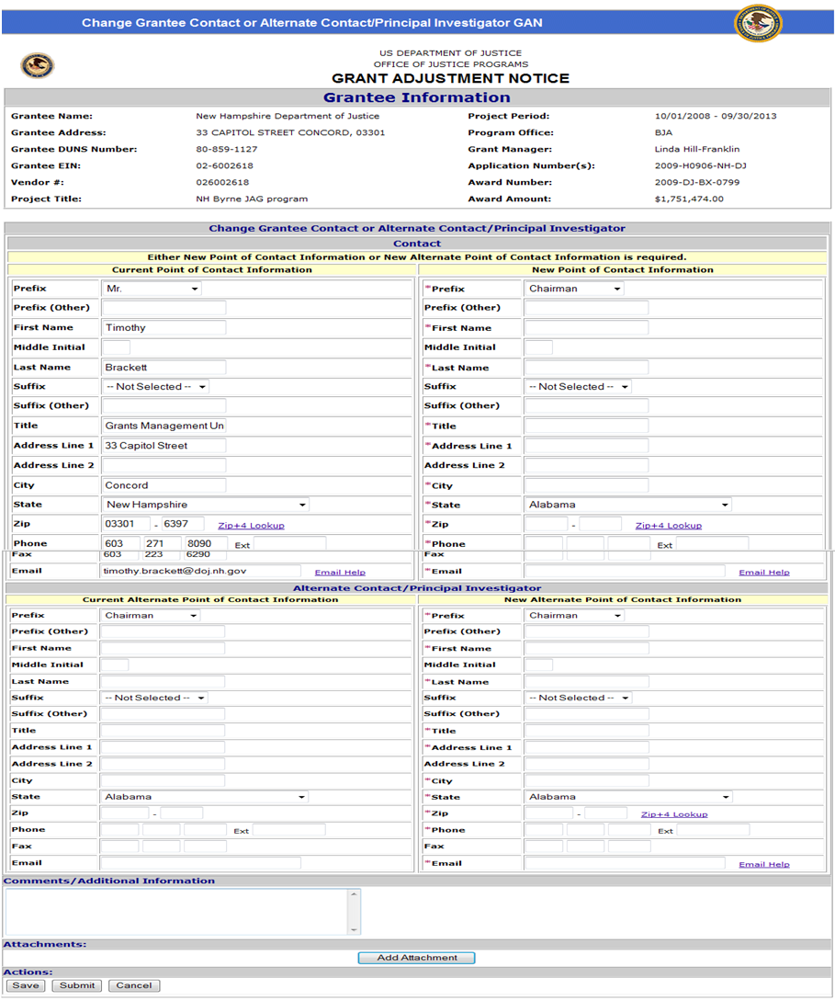 Change Grantee Contact or Alternate Contact/Principal Investigator GAN
US DEPARTMENT OF JUSTICE
OFFICE OF JUSTICE PROGRAMS
GRANT ADJUSTMENT NOTICE
Grantee Information
Grantee Name: New Hampshire Department of Justice Project Period: 10/01/2008 - 09/30/2013
Grantee Address: 33 CAPITOL STREET CONCORD, 03301 Program Office: BJA
Grantee DUNS Number: 80-859-1127 Grant Manager: Linda Hill-Franklin
Grantee EIN: 02-6002618 Application Number(s): 2009-H0906-NH-DJ
Vendor #: 026002618 Award Number: 2009-DJ-BX-0799
Project Title: NH Byrne JAG program Award Amount: $1,751,474.00
Change Grantee Contact or Alternate Contact/Principal Investigator
Contact
Either New Point of Contact Information or New Alternate Point of Contact Information is required.
Current Point of Contact Information New Point of Contact Information
Prefix Mr. *Prefix Chairman
Prefix (Other) Prefix (Other)
First Name Timothy *First Name
Middle Initial Middle Initial
Last Name Brackett *Last Name
Suffix -- Not Selected -- Suffix -- Not Selected --
Suffix (Other) Suffix (Other)
Title Grants Management Un *Title
Address Line 1 33 Capitol Street *Address Line 1
Address Line 2 Address Line 2
City Concord *City
State New Hampshire *State Alabama
Zip 03301 - 6397 Zip+4 Lookup *Zip - Zip+4 Lookup
Phone 603 271 8090 Ext *Phone Ext
Fax 603 223 6290 Fax
Email timothy.brackett@doj.nh.gov Email Help *Email Email Help
Alternate Contact/Principal Investigator
Current Alternate Point of Contact Information New Alternate Point of Contact Information
Prefix Chairman *Prefix Chairman
Prefix (Other) Prefix (Other)
First Name *First Name
Middle Initial Middle Initial
Last Name *Last Name
Suffix -- Not Selected -- Suffix -- Not Selected --
Suffix (Other) Suffix (Other)
Title *Title
Address Line 1 *Address Line 1
Address Line 2 Address Line 2
City *City
State Alabama *State Alabama
Zip - *Zip - Zip+4 Lookup
Phone Ext *Phone Ext
Fax Fax
Email *Email Email Help
Comments/Additional Information
Attachments:
Add Attachment
Actions:
Save Submit Cancel